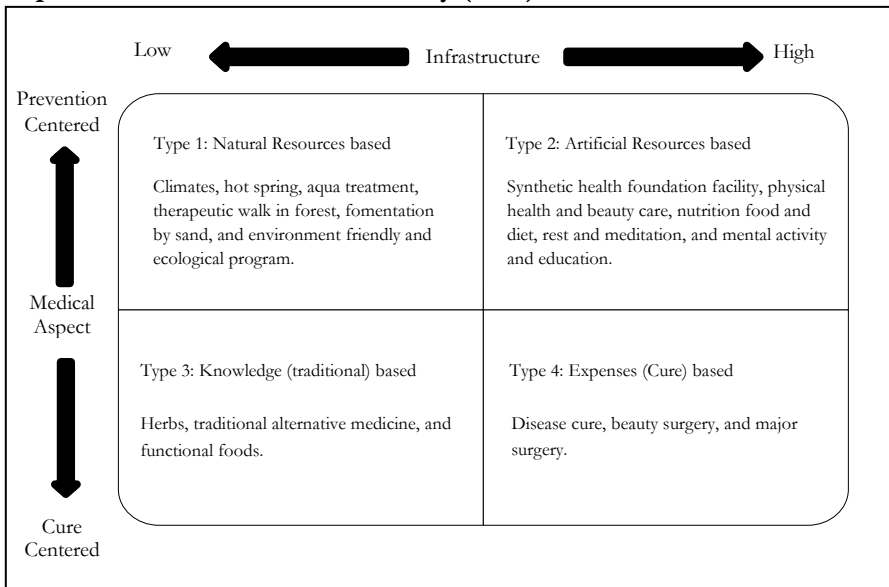 Low
Infrastructure
High
Prevention
Centered
Type 1: Natural Resources based
Climates, hot spring, aqua treatment,
therapeutic walk in forest, fomentation
by sand, and environment friendly and
ecological program.
Type 2: Artificial Resources based
Synthetic health foundation facility, physical
health and beauty care, nutrition food and
diet, rest and meditation, and mental activity
and education.
Medical
Aspect
Type 3: Knowledge (traditional) based
Herbs, traditional alternative medicine, and
functional foods.
Type 4: Expenses (Cure) based
Disease cure, beauty surgery, and major
surgery.
Cure
Centered